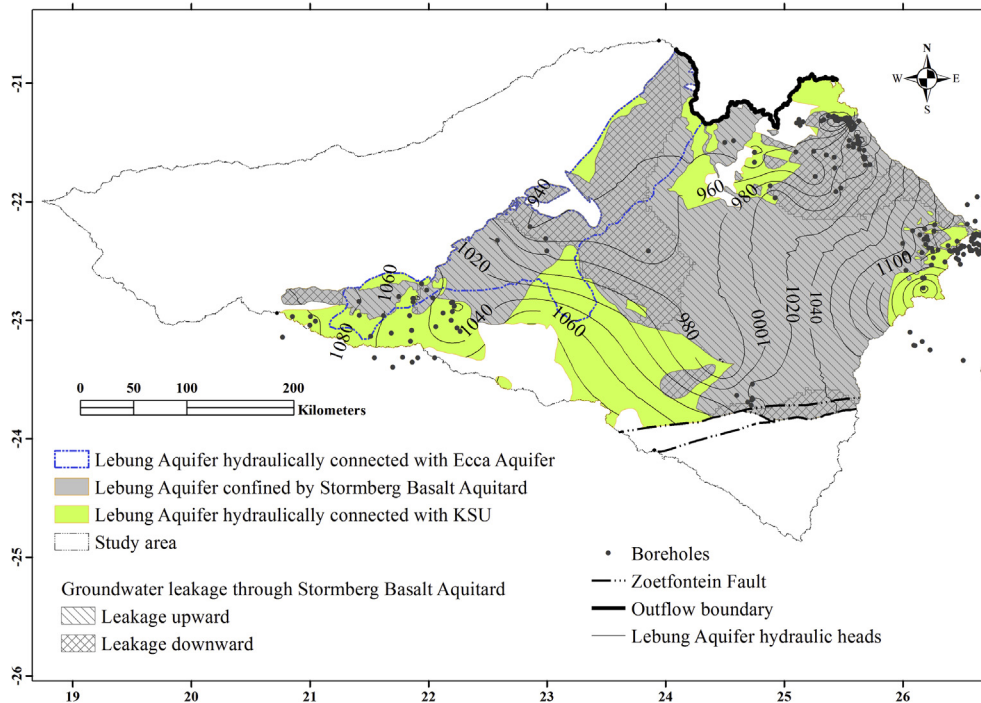 N
W E
S
-21
-22
-23
-24
-25
-26
940
960
980
1020
1060
1100
1080
1040
1060
980
1000
1020
1040
0 50 100 200
Kilometers
Lebung Aquifer hydraulically connected with Ecca Aquifer
Lebung Aquifer confined by Stormberg Basalt Aquitard
Lebung Aquifer hydraulically connected with KSU
Study area
Groundwater leakage through Stormberg Basalt Aquitard
Leakage upward
Leakage downward
Boreholes
Zoetfontein Fault
Outflow boundary
Lebung Aquifer hydraulic heads
19 20 21 22 23 24 25 26